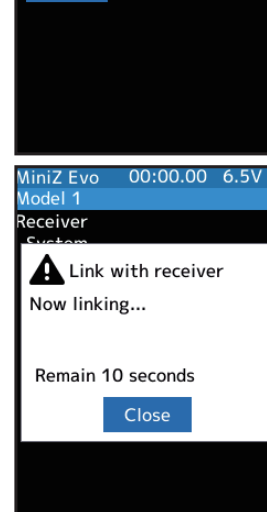 MiniZ Evo 00:00.00 6.5V
Model 1
Receiver
System
Link with receiver
Now linking...
Remain 10 seconds
Close